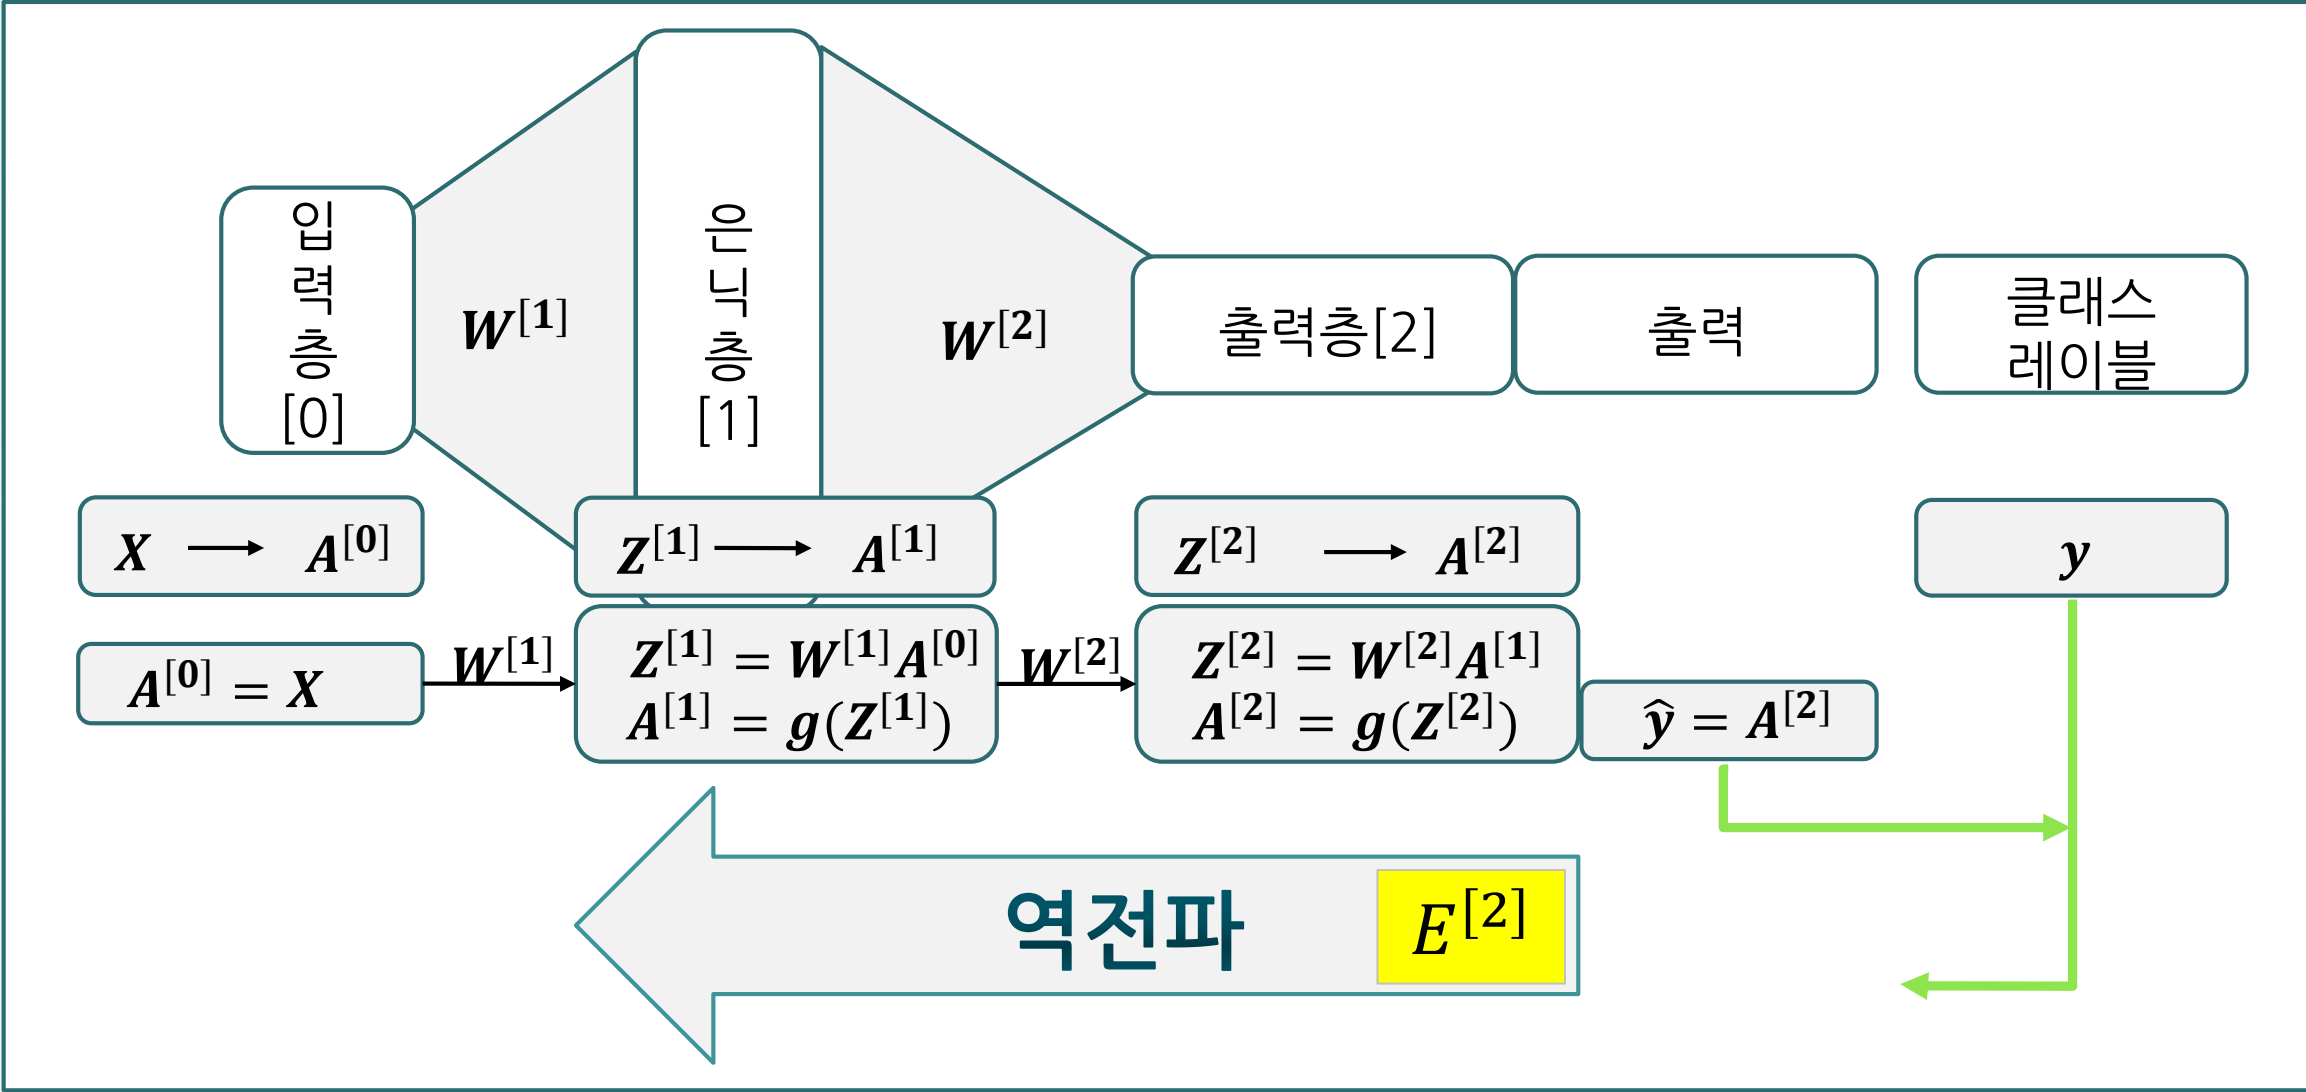 입
력
층
[0]
W^[1]
은
닉
층
[1]
W^[2]
출력층[2]
출력
클래스
레이블
X → A^[0]
Z^[1] → A^[1]
Z^[2] → A^[2]
y
A^[0] = X
W^[1]
Z^[1] = W^[1]A^[0]
A^[1] = g(Z^[1])
W^[2]
Z^[2] = W^[2]A^[1]
A^[2] = g(Z^[2])
ŷ = A^[2]
역전파
E^[2]